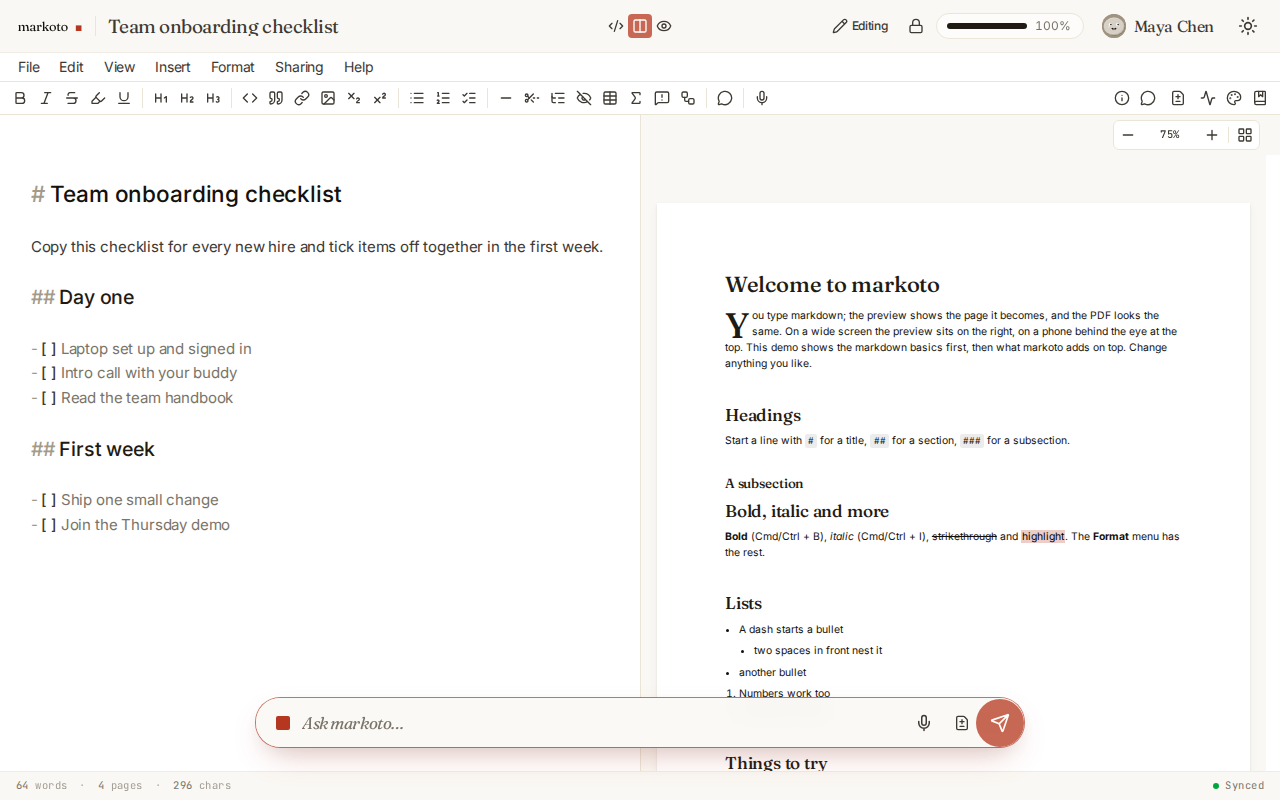 markoto
Team onboarding checklist
Editing
100%
Maya Chen
File Edit View Insert Format Sharing Help
H1 H2 H3
75%
# Team onboarding checklist
Copy this checklist for every new hire and tick items off together in the first week.
## Day one
- [ ] Laptop set up and signed in
- [ ] Intro call with your buddy
- [ ] Read the team handbook
## First week
- [ ] Ship one small change
- [ ] Join the Thursday demo
Welcome to markoto
You type markdown; the preview shows the page it becomes, and the PDF looks the
same. On a wide screen the preview sits on the right, on a phone behind the eye at the
top. This demo shows the markdown basics first, then what markoto adds on top. Change
anything you like.
Headings
Start a line with # for a title, ## for a section, ### for a subsection.
A subsection
Bold, italic and more
Bold (Cmd/Ctrl + B), italic (Cmd/Ctrl + I), strikethrough and highlight. The Format menu has
the rest.
Lists
• A dash starts a bullet
• two spaces in front nest it
• another bullet
1. Numbers work too
Things to try
Ask markoto...
64 words · 4 pages · 296 chars
Synced